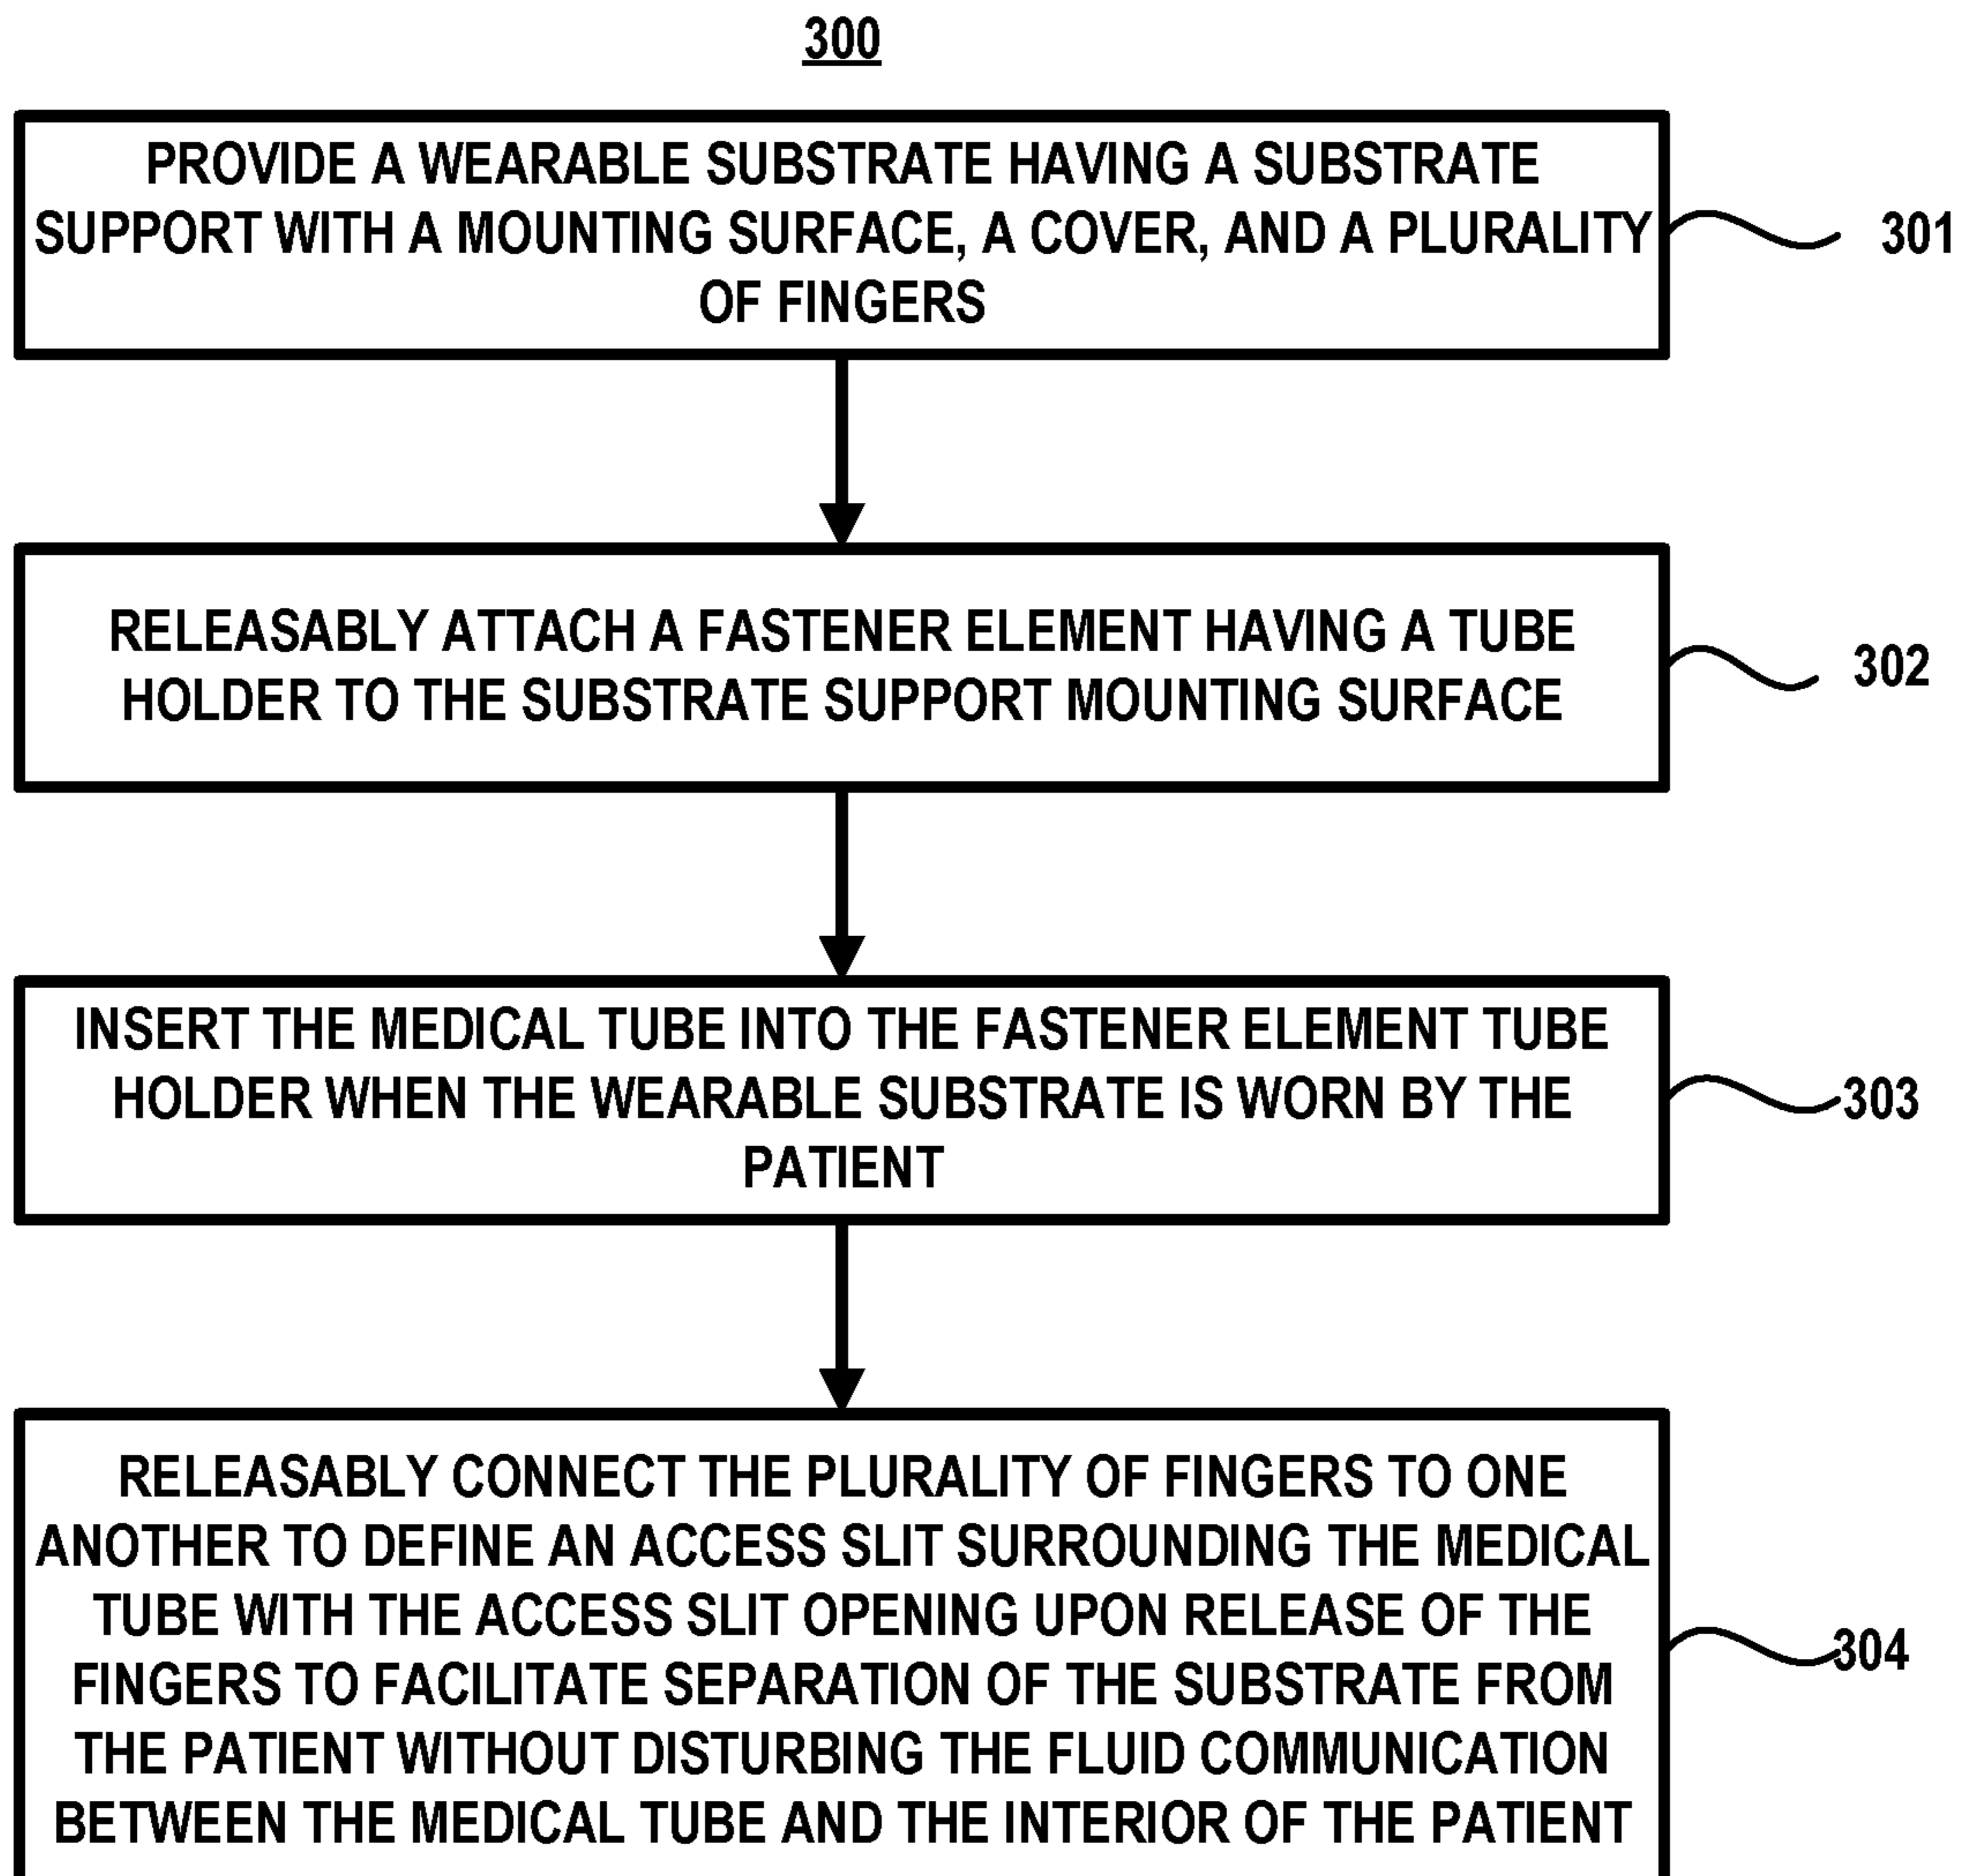 300
PROVIDE A WEARABLE SUBSTRATE HAVING A SUBSTRATE
SUPPORT WITH A MOUNTING SURFACE, A COVER, AND A PLURALITY
OF FINGERS
301
RELEASABLY ATTACH A FASTENER ELEMENT HAVING A TUBE
HOLDER TO THE SUBSTRATE SUPPORT MOUNTING SURFACE
302
INSERT THE MEDICAL TUBE INTO THE FASTENER ELEMENT TUBE
HOLDER WHEN THE WEARABLE SUBSTRATE IS WORN BY THE
PATIENT
303
RELEASABLY CONNECT THE PLURALITY OF FINGERS TO ONE
ANOTHER TO DEFINE AN ACCESS SLIT SURROUNDING THE MEDICAL
TUBE WITH THE ACCESS SLIT OPENING UPON RELEASE OF THE
FINGERS TO FACILITATE SEPARATION OF THE SUBSTRATE FROM
THE PATIENT WITHOUT DISTURBING THE FLUID COMMUNICATION
BETWEEN THE MEDICAL TUBE AND THE INTERIOR OF THE PATIENT
304